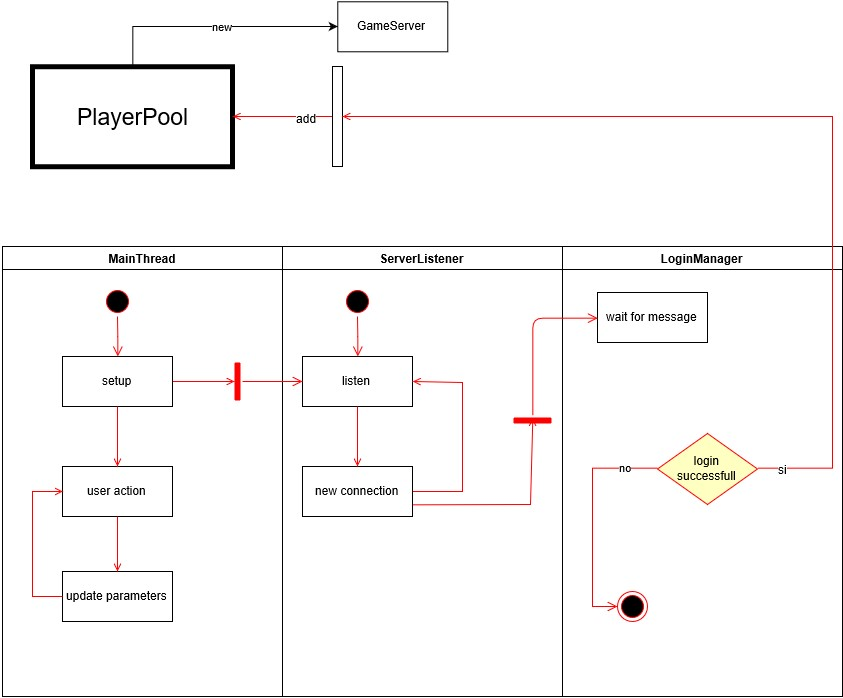 new
GameServer
PlayerPool
add
MainThread
ServerListener
LoginManager
wait for message
setup
listen
login
successfull
no
si
user action
new connection
update parameters